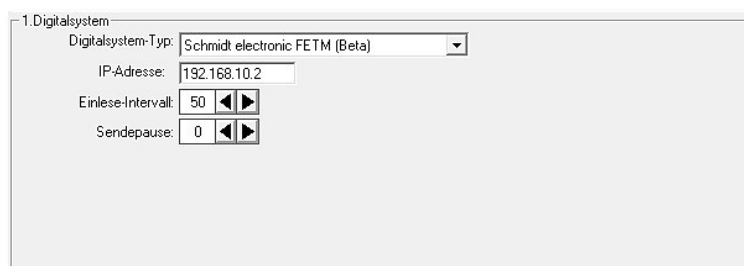 1.Digitalsystem
Digitalsystem-Typ: Schmidt electronic FETM (Beta)
IP-Adresse: 192.168.10.2
Einlese-Intervall: 50
Sendepause: 0